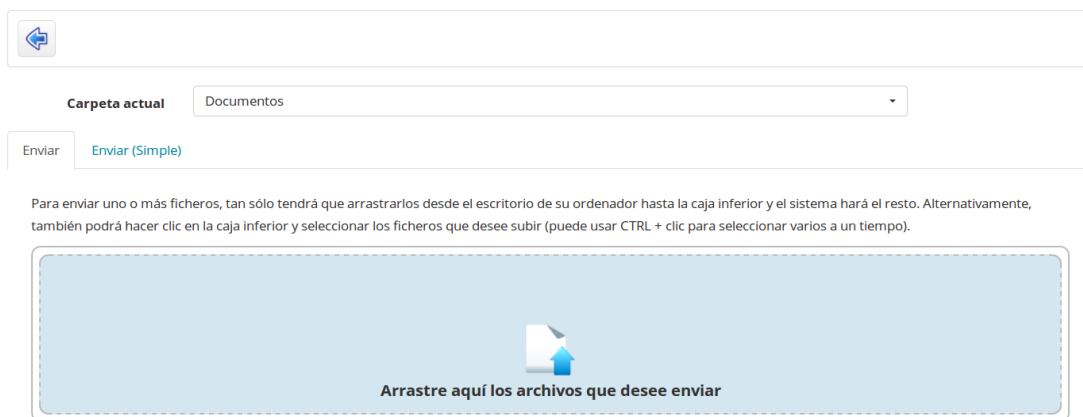 Carpeta actual
Documentos
Enviar
Enviar (Simple)
Para enviar uno o más ficheros, tan sólo tendrá que arrastrarlos desde el escritorio de su ordenador hasta la caja inferior y el sistema hará el resto. Alternativamente,
también podrá hacer clic en la caja inferior y seleccionar los ficheros que desee subir (puede usar CTRL + clic para seleccionar varios a un tiempo).
Arrastre aquí los archivos que desee enviar